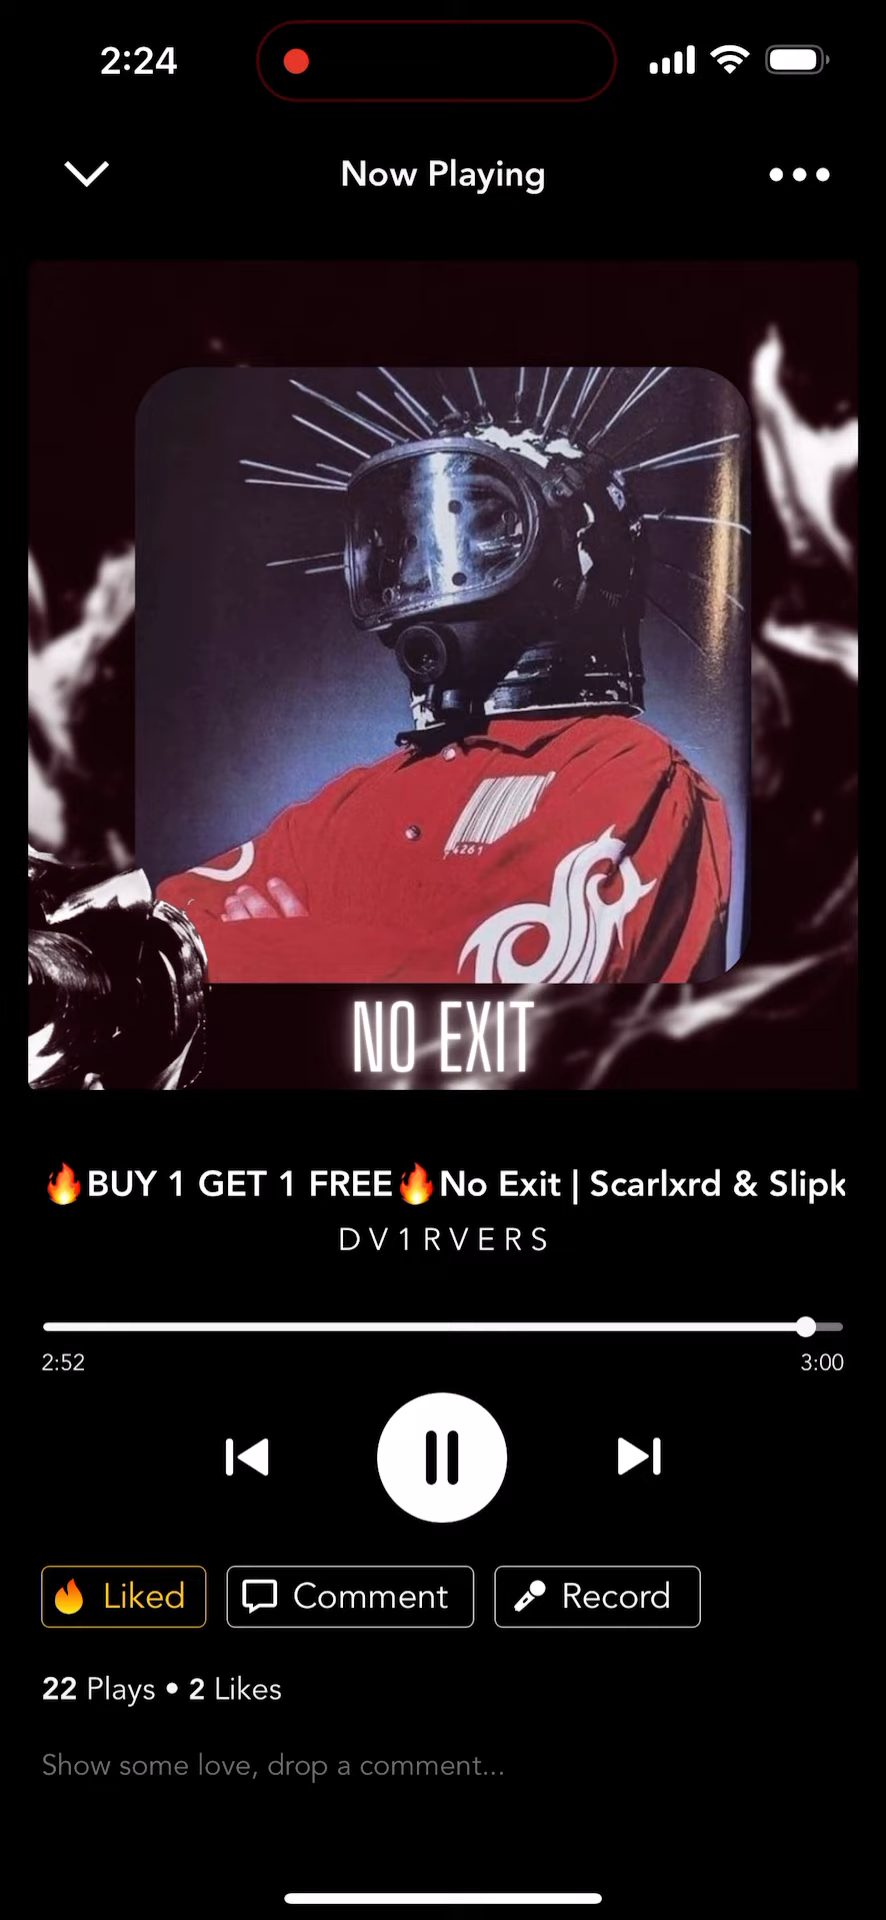 2:24
Now Playing
NO EXIT
🔥BUY 1 GET 1 FREE🔥No Exit | Scarlxrd & Slipk
DV1RVERS
2:52
3:00
🔥 Liked
Comment
Record
22 Plays • 2 Likes
Show some love, drop a comment...